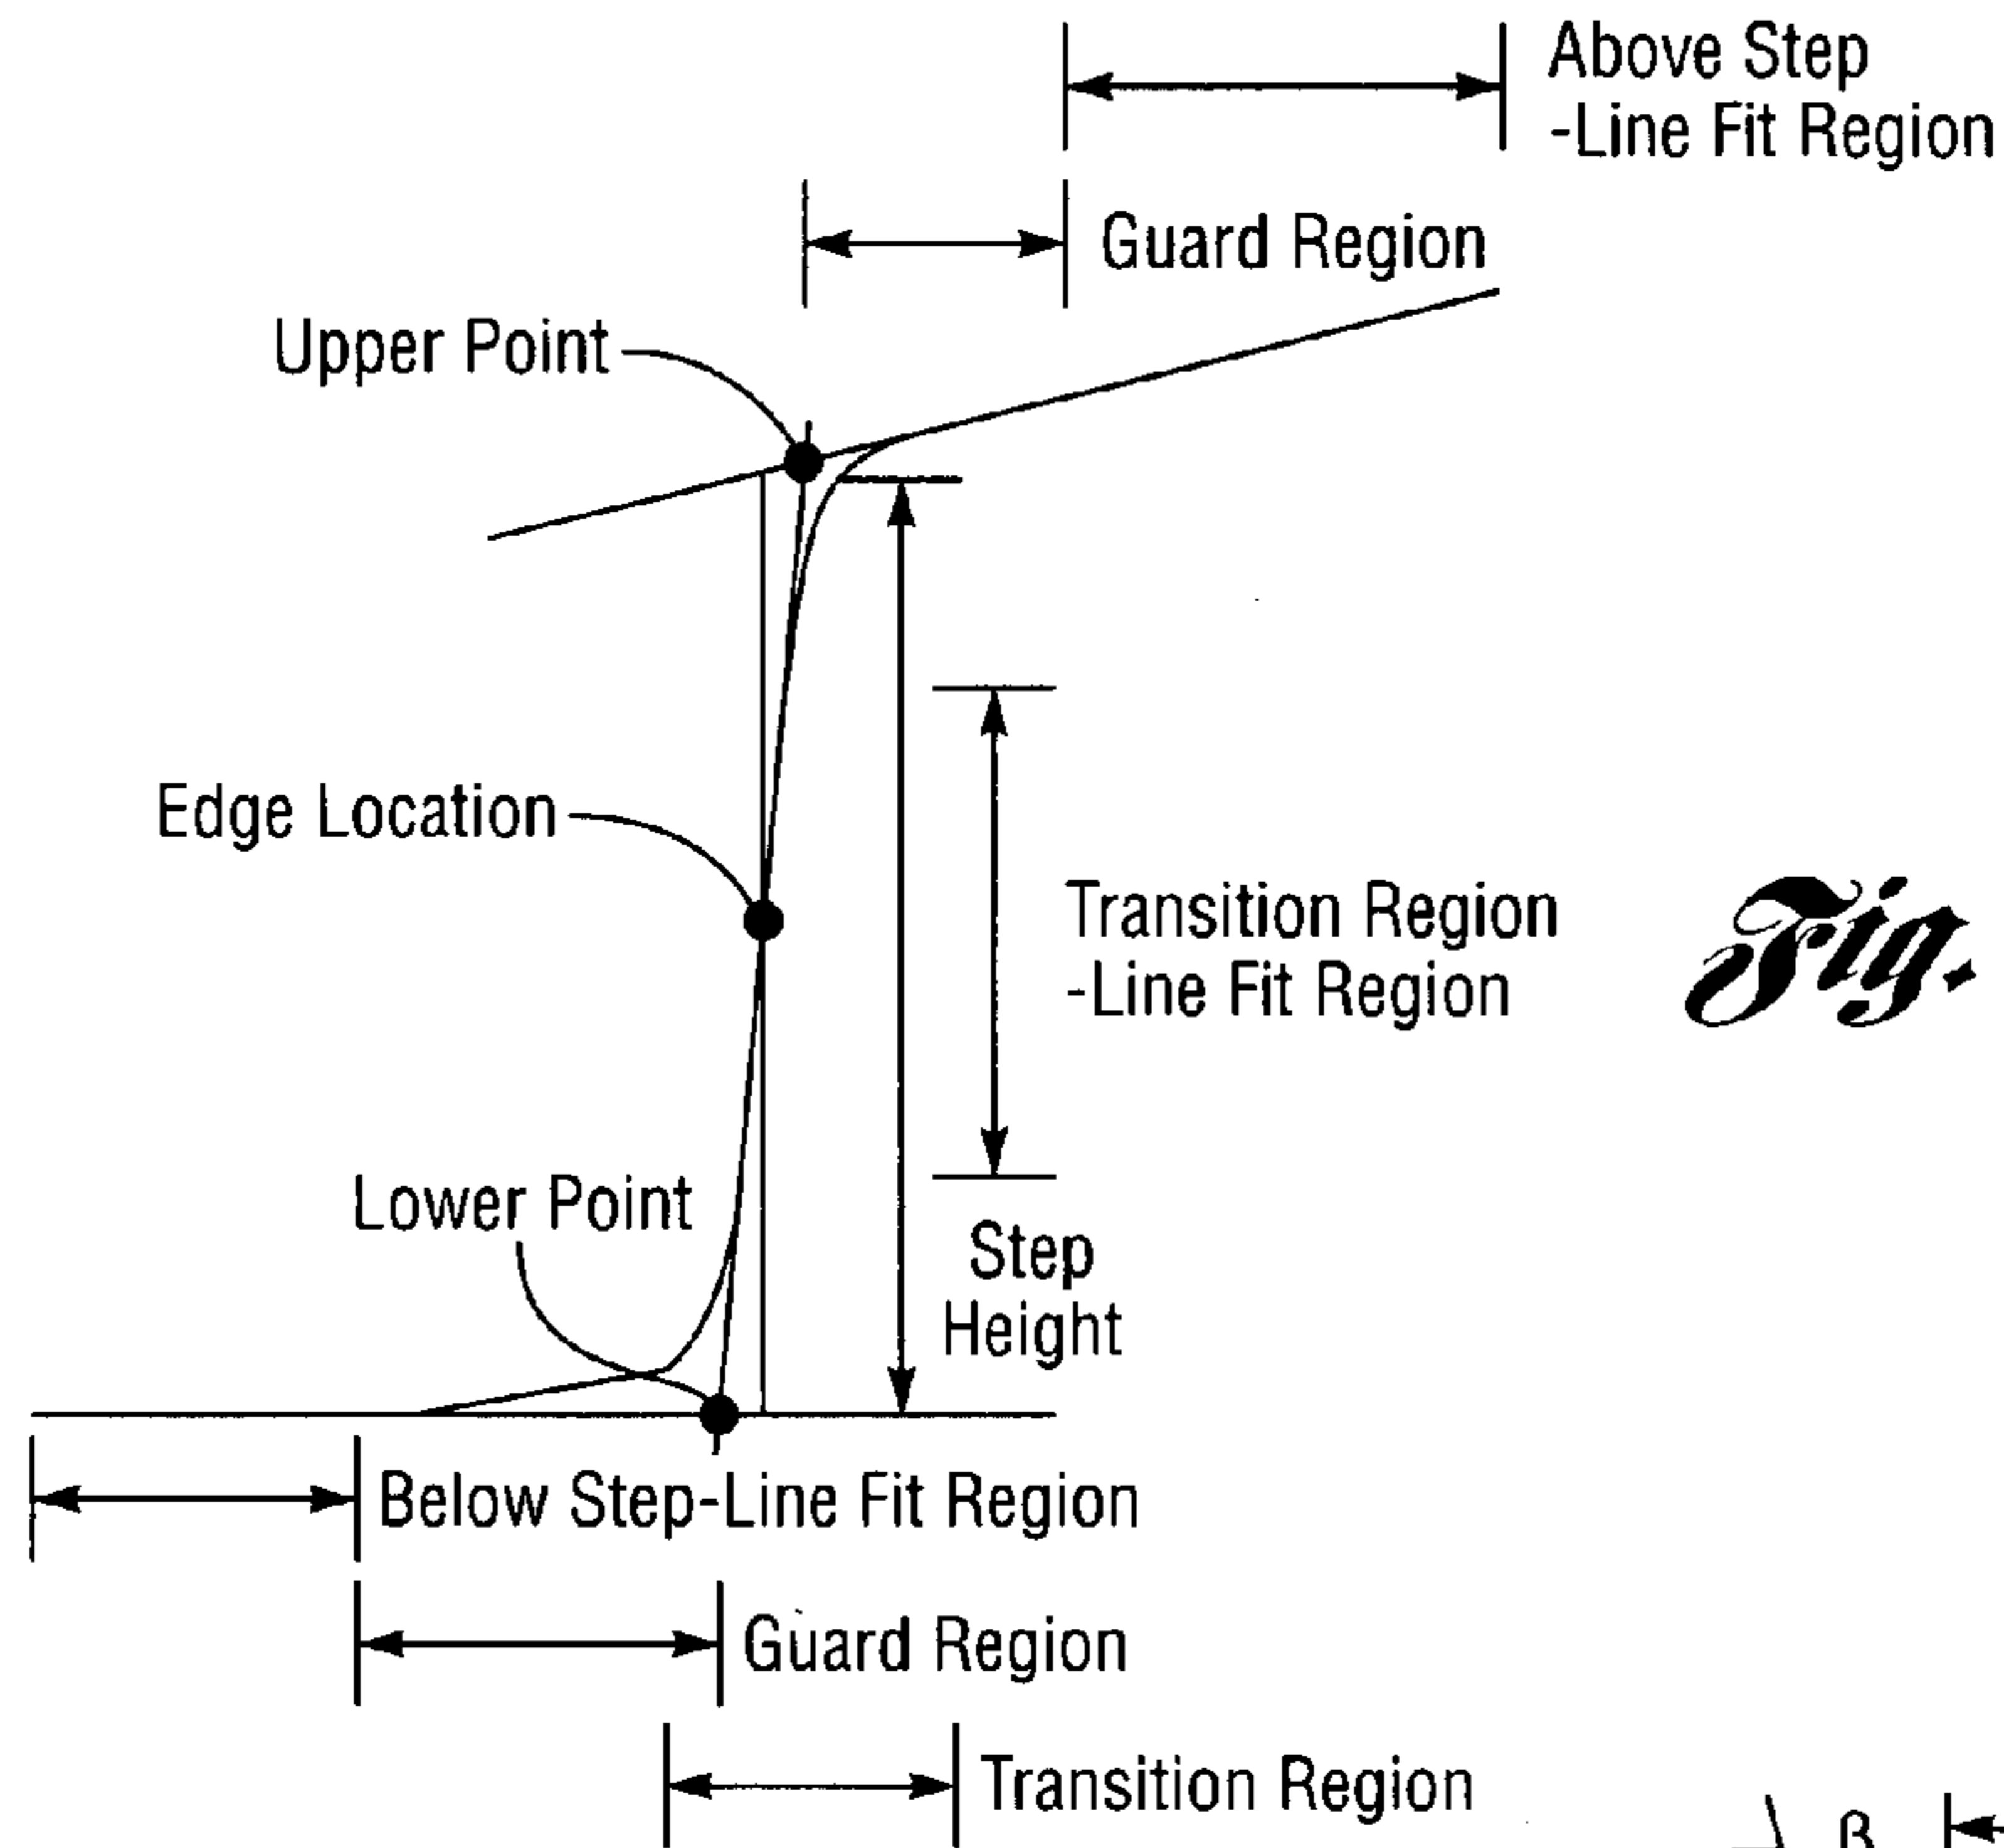 Above Step
-Line Fit Region
Guard Region
Upper Point
Edge Location
Transition Region
-Line Fit Region
Fig.
Lower Point
Step
Height
Below Step-Line Fit Region
Guard Region
Transition Region
β